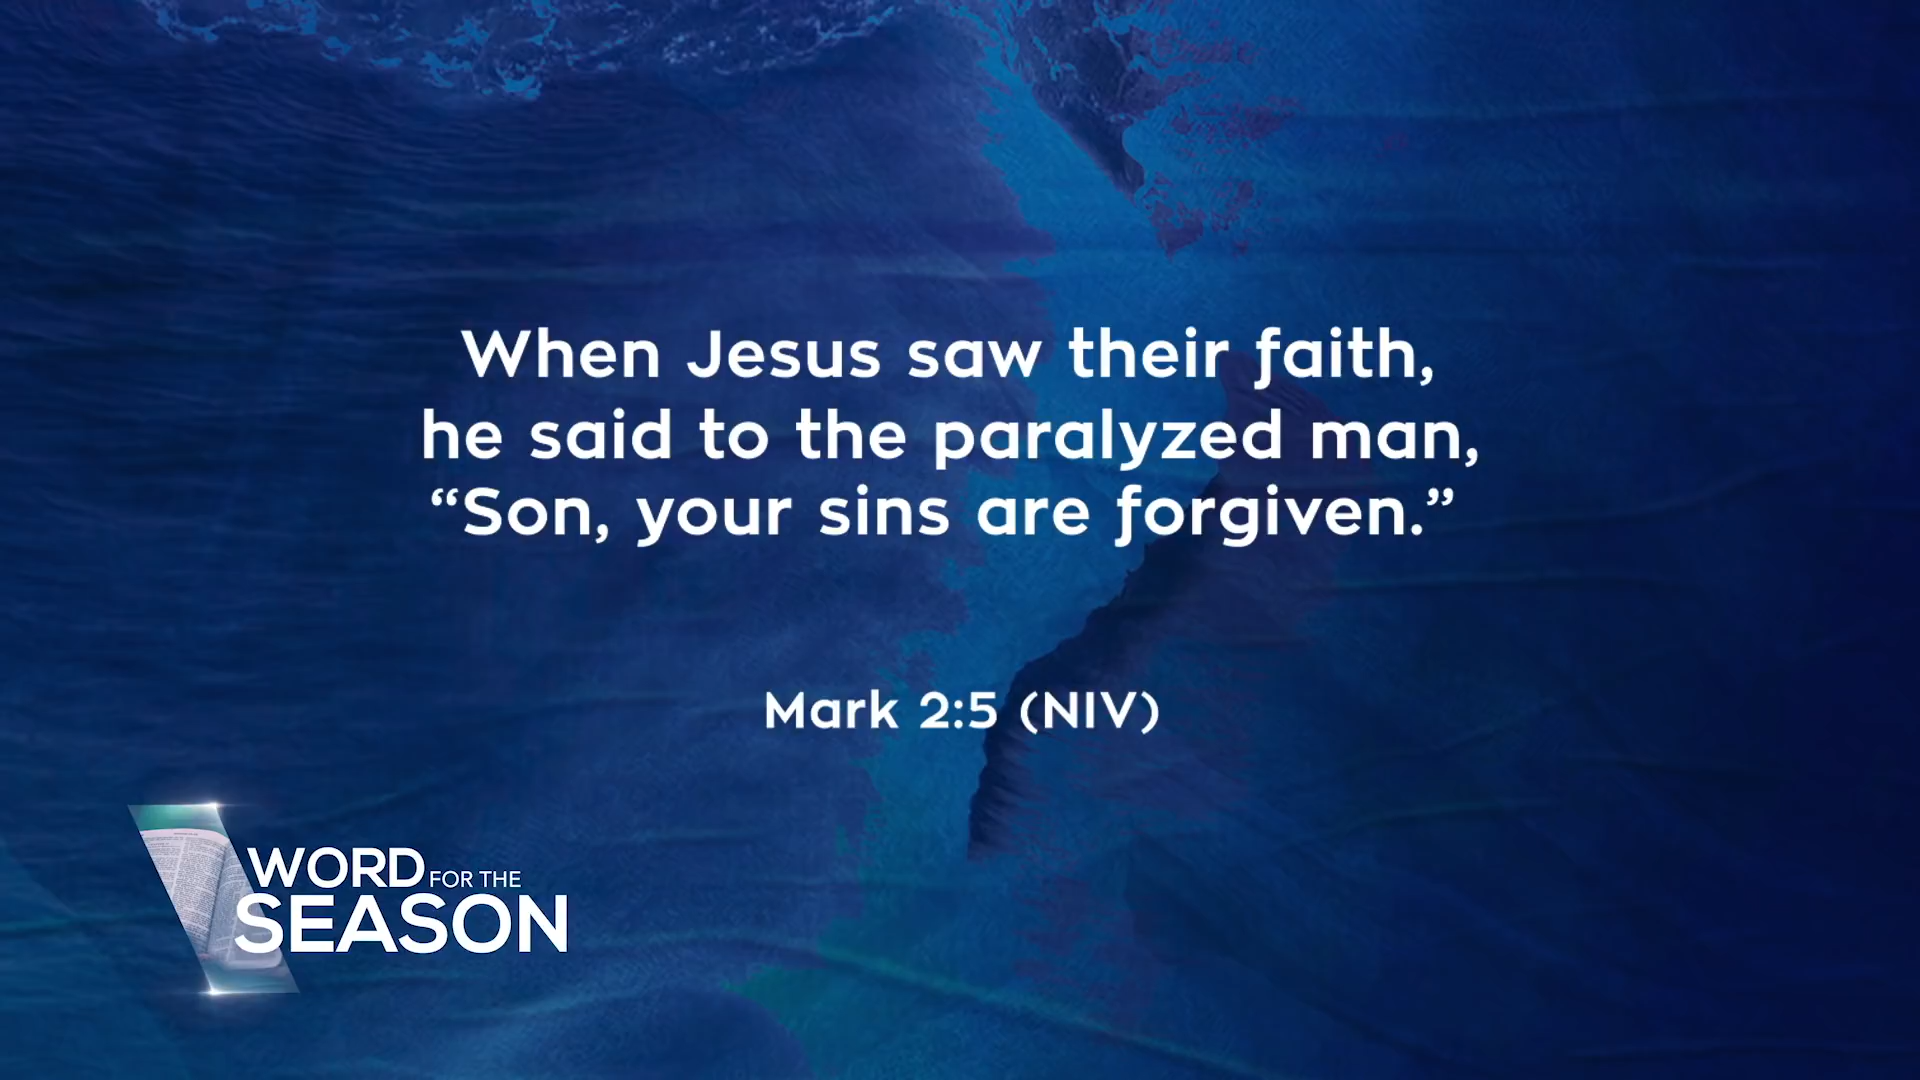 When Jesus saw their faith,
he said to the paralyzed man,
“Son, your sins are forgiven.”
Mark 2:5 (NIV)
WORD FOR THE
SEASON